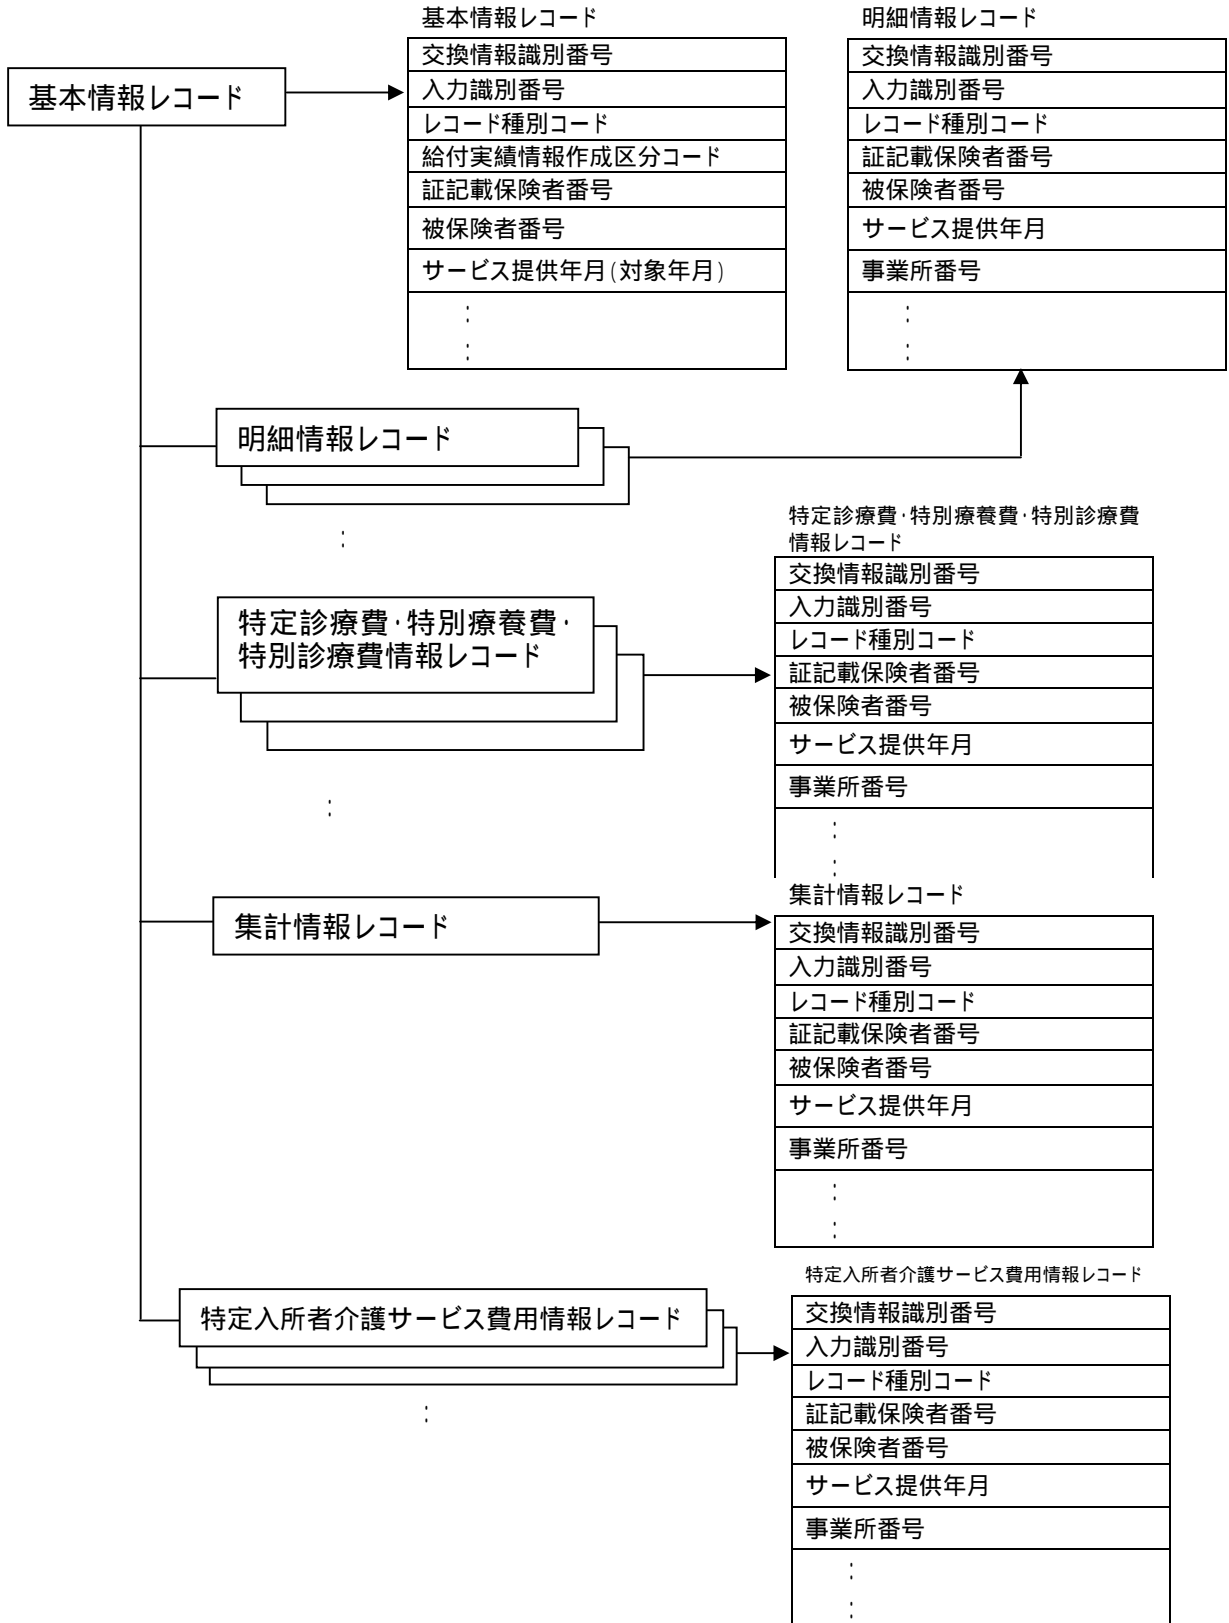 基本情報レコード
基本情報レコード
交換情報識別番号
入力識別番号
レコード種別コード
給付実績情報作成区分コード
証記載保険者番号
被保険者番号
サービス提供年月(対象年月)
:
:
明細情報レコード
交換情報識別番号
入力識別番号
レコード種別コード
証記載保険者番号
被保険者番号
サービス提供年月
事業所番号
:
:
明細情報レコード
:
特定診療費・特別療養費・
特別診療費情報レコード
:
特定診療費・特別療養費・特別診療費
情報レコード
交換情報識別番号
入力識別番号
レコード種別コード
証記載保険者番号
被保険者番号
サービス提供年月
事業所番号
:
:
集計情報レコード
集計情報レコード
交換情報識別番号
入力識別番号
レコード種別コード
証記載保険者番号
被保険者番号
サービス提供年月
事業所番号
:
:
特定入所者介護サービス費用情報レコード
:
特定入所者介護サービス費用情報レコード
交換情報識別番号
入力識別番号
レコード種別コード
証記載保険者番号
被保険者番号
サービス提供年月
事業所番号
:
: